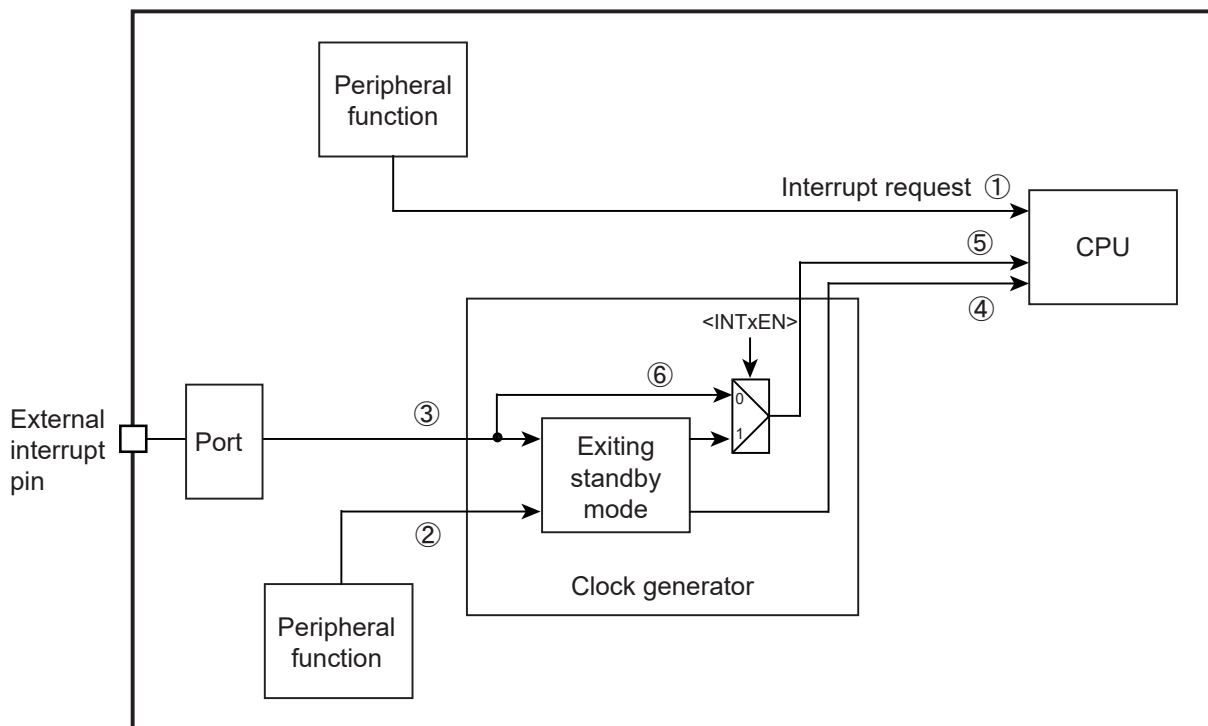 Peripheral
function
Interrupt request ①
CPU
⑤
④
<INTxEN>
⑥
0
1
External
interrupt
pin
Port
③
Exiting
standby
mode
②
Clock generator
Peripheral
function